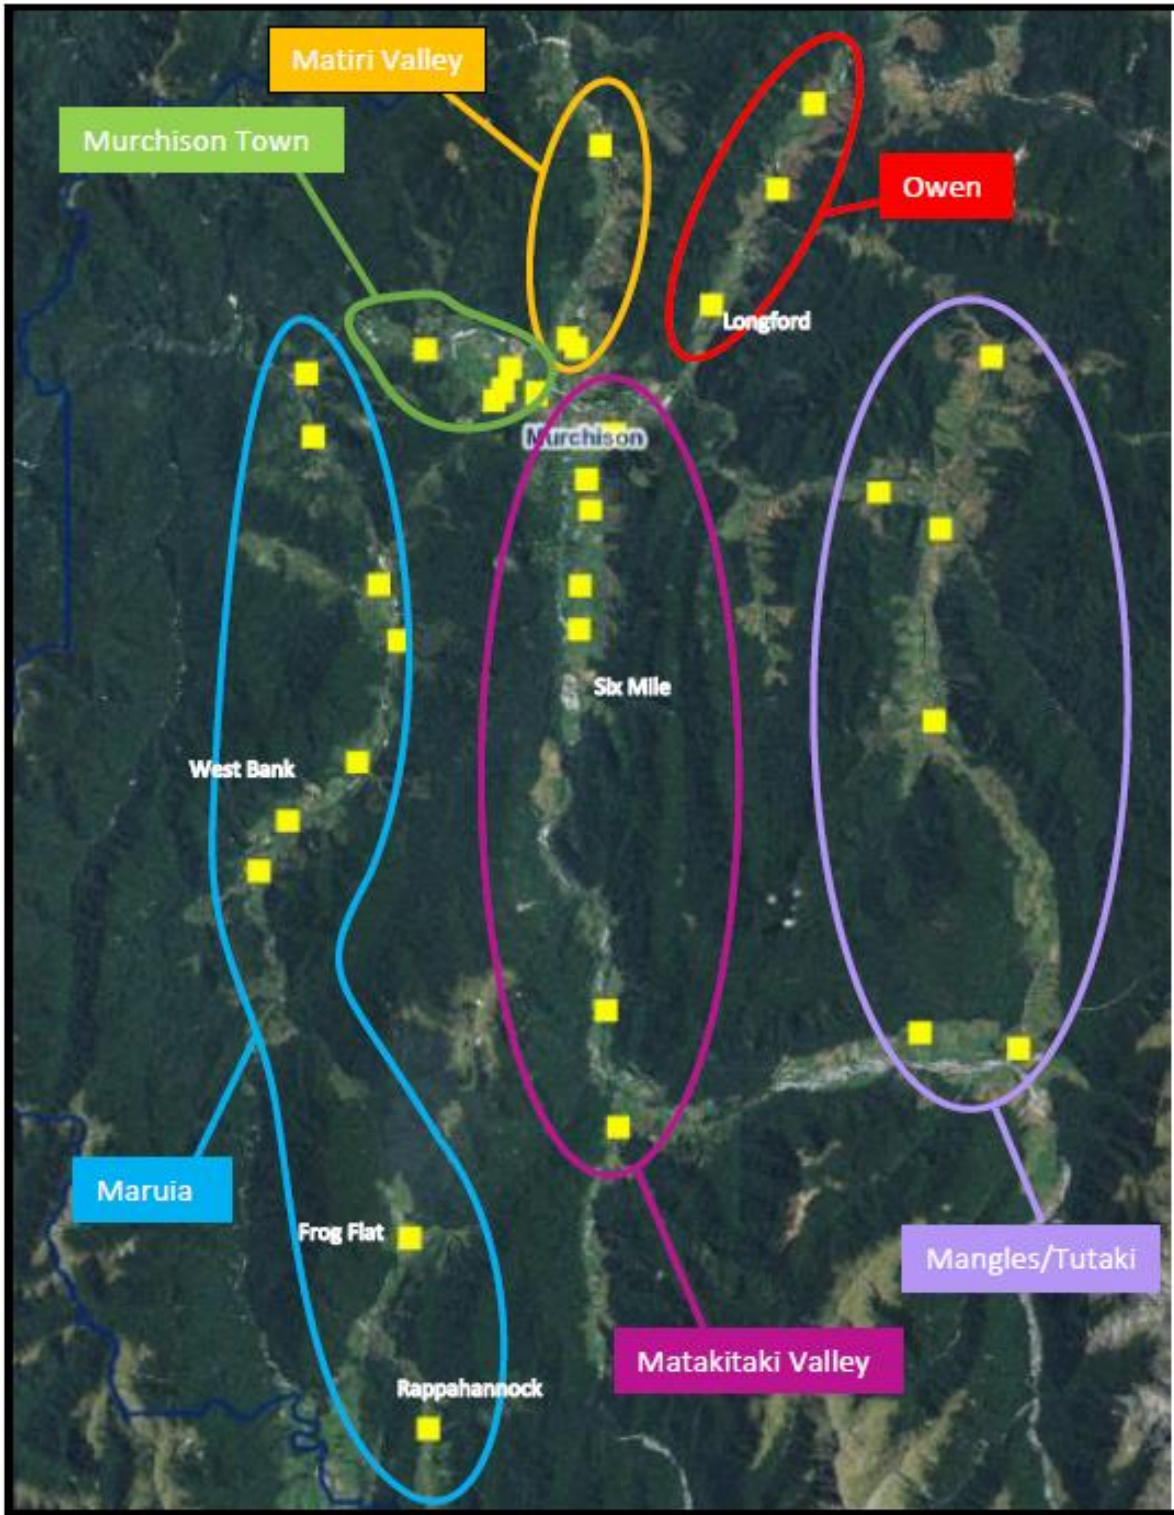 Matiri Valley
Murchison Town
Owen
Longford
Murchison
Six Mile
West Bank
Maruia
Frog Flat
Mangles/Tutaki
Matakitaki Valley
Rappahannock